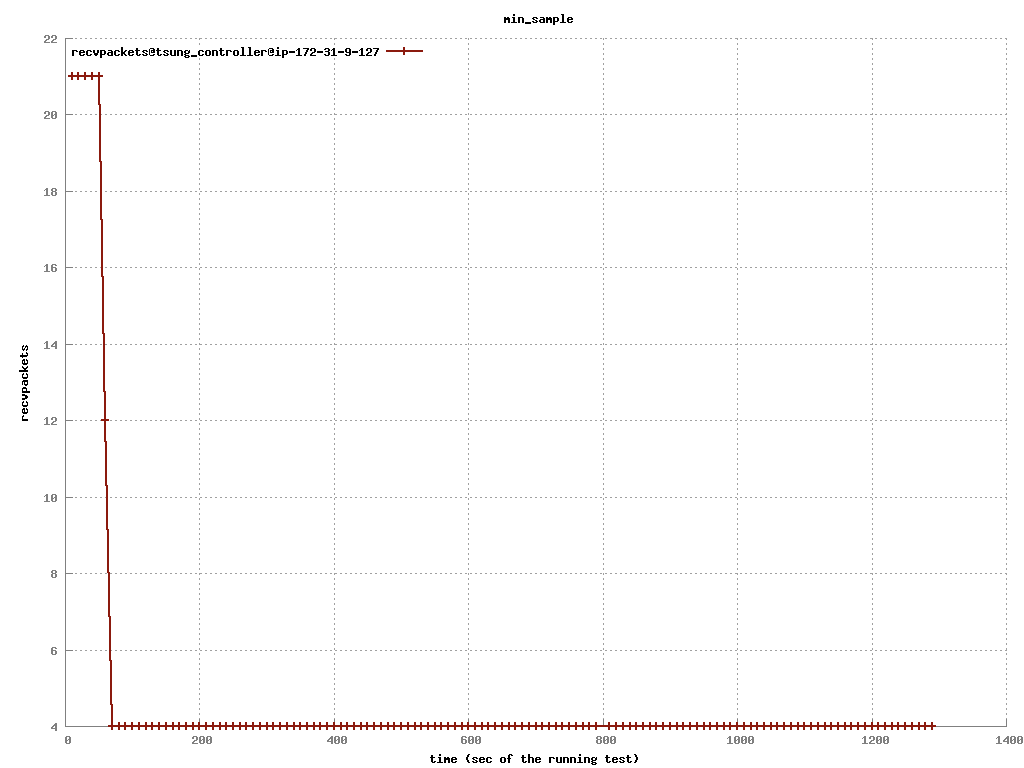 min_sample
22
recvpackets@tsung_controller@ip-172-31-9-127
20
18
16
14
12
10
8
6
4
recvpackets
0 200 400 600 800 1000 1200 1400
time (sec of the running test)